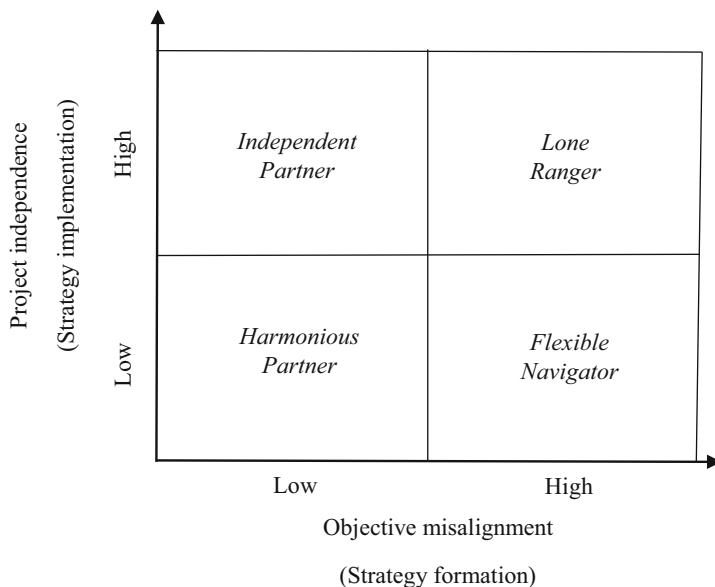 Project independence
(Strategy implementation)
High
Low
Independent
Partner
Lone
Ranger
Harmonious
Partner
Flexible
Navigator
Low
High
Objective misalignment
(Strategy formation)